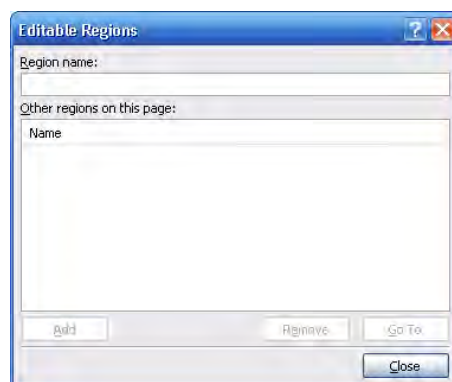 Editable Regions
Region name:
Other regions on this page:
Name
Add Remove Go To
Close